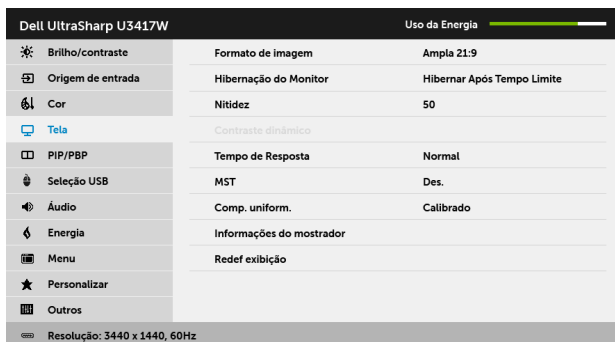 Dell UltraSharp U3417W Uso da Energia
Brilho/contraste
Origem de entrada
Cor
Tela
PIP/PBP
Seleção USB
Áudio
Energia
Menu
Personalizar
Outros
Formato de imagem Ampla 21:9
Hibernação do Monitor Hibernar Após Tempo Limite
Nitidez 50
Contraste dinâmico
Tempo de Resposta Normal
MST Des.
Comp. uniform. Calibrado
Informações do mostrador
Redef exibição
Resolução: 3440 x 1440, 60Hz